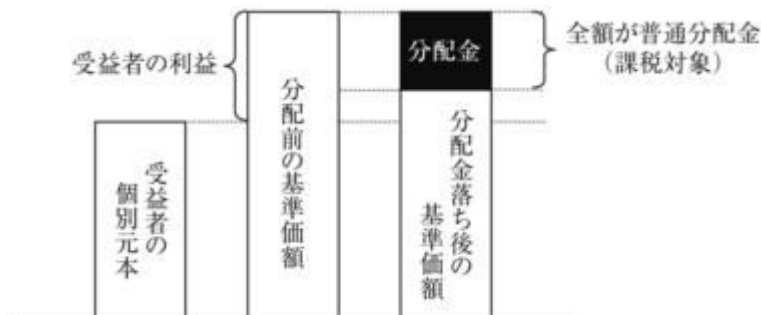 受益者の利益
受益者の
個別元本
分配前の基準価額
分配金
分配金落ち後の
基準価額
全額が普通分配金
（課税対象）